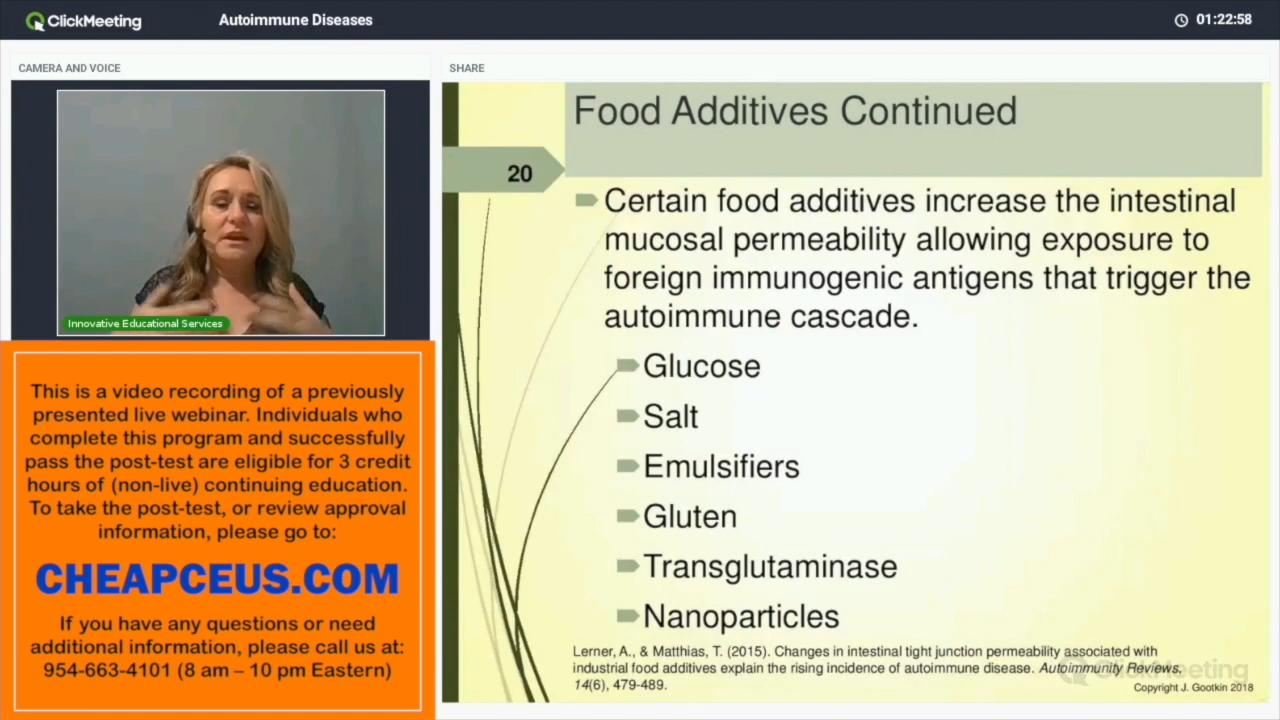 ClickMeeting
Autoimmune Diseases
01:22:58
CAMERA AND VOICE
Innovative Educational Services
This is a video recording of a previously
presented live webinar. Individuals who
complete this program and successfully
pass the post-test are eligible for 3 credit
hours of (non-live) continuing education.
To take the post-test, or review approval
information, please go to:
CHEAPCEUS.COM
If you have any questions or need
additional information, please call us at:
954-663-4101 (8 am – 10 pm Eastern)
SHARE
Food Additives Continued
20
Certain food additives increase the intestinal
mucosal permeability allowing exposure to
foreign immunogenic antigens that trigger the
autoimmune cascade.
Glucose
Salt
Emulsifiers
Gluten
Transglutaminase
Nanoparticles
Lerner, A., & Matthias, T. (2015). Changes in intestinal tight junction permeability associated with
industrial food additives explain the rising incidence of autoimmune disease. Autoimmunity Reviews,
14(6), 479-489.
ClickMeeting
Copyright J. Gootkin 2018